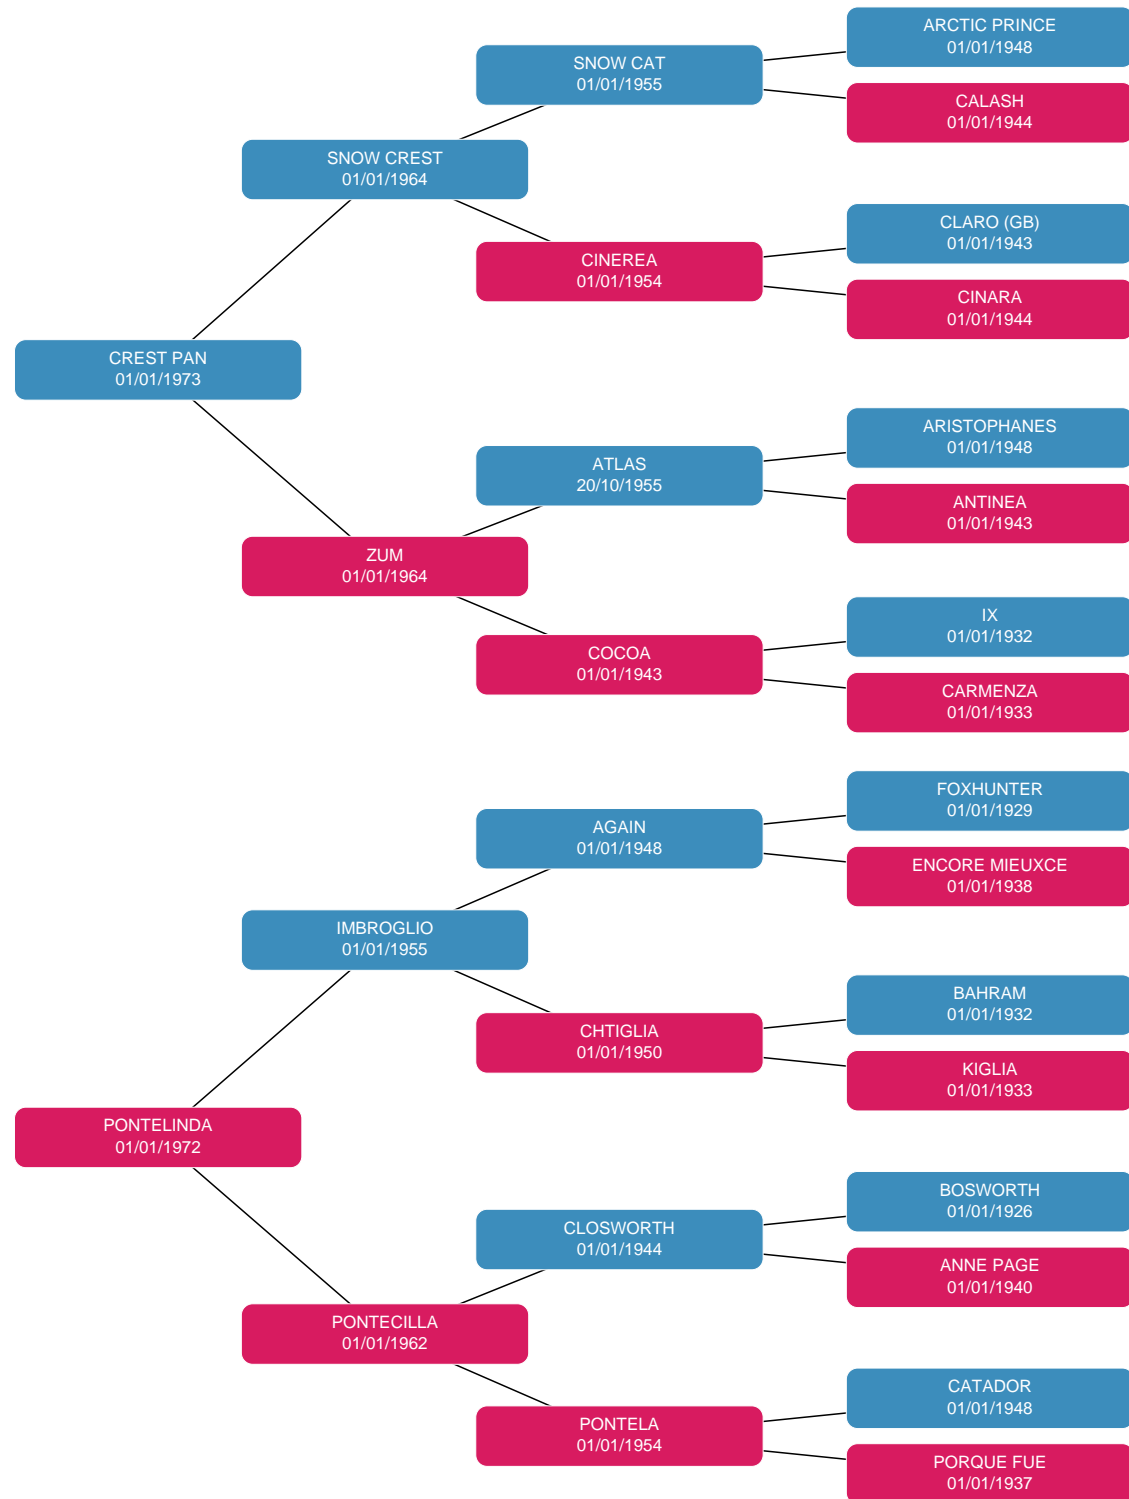 ARCTIC PRINCE
01/01/1948
SNOW CAT
01/01/1955
CALASH
01/01/1944
SNOW CREST
01/01/1964
CLARO (GB)
01/01/1943
CINEREA
01/01/1954
CINARA
01/01/1944
CREST PAN
01/01/1973
ARISTOPHANES
01/01/1948
ATLAS
20/10/1955
ANTINEA
01/01/1943
ZUM
01/01/1964
IX
01/01/1932
COCOA
01/01/1943
CARMENZA
01/01/1933
FOXHUNTER
01/01/1929
AGAIN
01/01/1948
ENCORE MIEUXCE
01/01/1938
IMBROGLIO
01/01/1955
BAHRAM
01/01/1932
CHTIGLIA
01/01/1950
KIGLIA
01/01/1933
PONTELINDA
01/01/1972
BOSWORTH
01/01/1926
CLOSWORTH
01/01/1944
ANNE PAGE
01/01/1940
PONTECILLA
01/01/1962
CATADOR
01/01/1948
PONTELA
01/01/1954
PORQUE FUE
01/01/1937